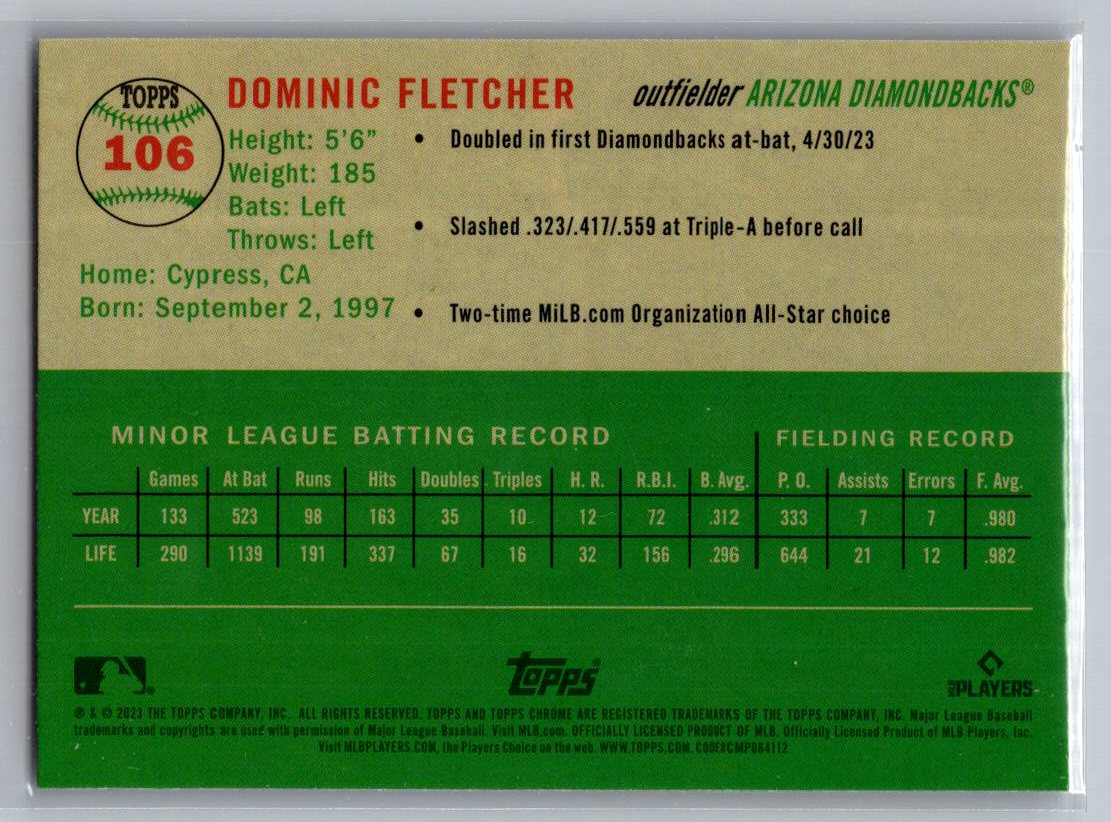 TOPPS
106
DOMINIC FLETCHER
outfielder ARIZONA DIAMONDBACKS®
Height: 5'6"
Weight: 185
Bats: Left
Throws: Left
Home: Cypress, CA
Born: September 2, 1997
• Doubled in first Diamondbacks at-bat, 4/30/23
• Slashed .323/.417/.559 at Triple-A before call
• Two-time MiLB.com Organization All-Star choice
MINOR LEAGUE BATTING RECORD FIELDING RECORD
Games At Bat Runs Hits Doubles Triples H. R. R.B.I. B. Avg. P. O. Assists Errors F. Avg.
YEAR 133 523 98 163 35 10 12 72 .312 333 7 7 .980
LIFE 290 1139 191 337 67 16 32 156 .296 644 21 12 .982
topps®
MLB PLAYERS
® & © 2023 THE TOPPS COMPANY, INC. ALL RIGHTS RESERVED. TOPPS AND TOPPS CHROME ARE REGISTERED TRADEMARKS OF THE TOPPS COMPANY, INC. Major League Baseball
trademarks and copyrights are used with permission of Major League Baseball. Visit MLB.com. OFFICIALLY LICENSED PRODUCT OF MLB. Officially Licensed Product of MLB Players, Inc.
Visit MLBPLAYERS.COM, the Players Choice on the web. WWW.TOPPS.COM. CODE#CMP084112